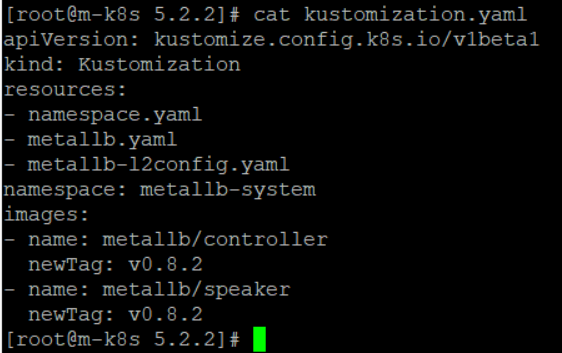 [root@m-k8s 5.2.2]# cat kustomization.yaml
apiVersion: kustomize.config.k8s.io/v1beta1
kind: Kustomization
resources:
- namespace.yaml
- metallb.yaml
- metallb-l2config.yaml
namespace: metallb-system
images:
- name: metallb/controller
  newTag: v0.8.2
- name: metallb/speaker
  newTag: v0.8.2
[root@m-k8s 5.2.2]#